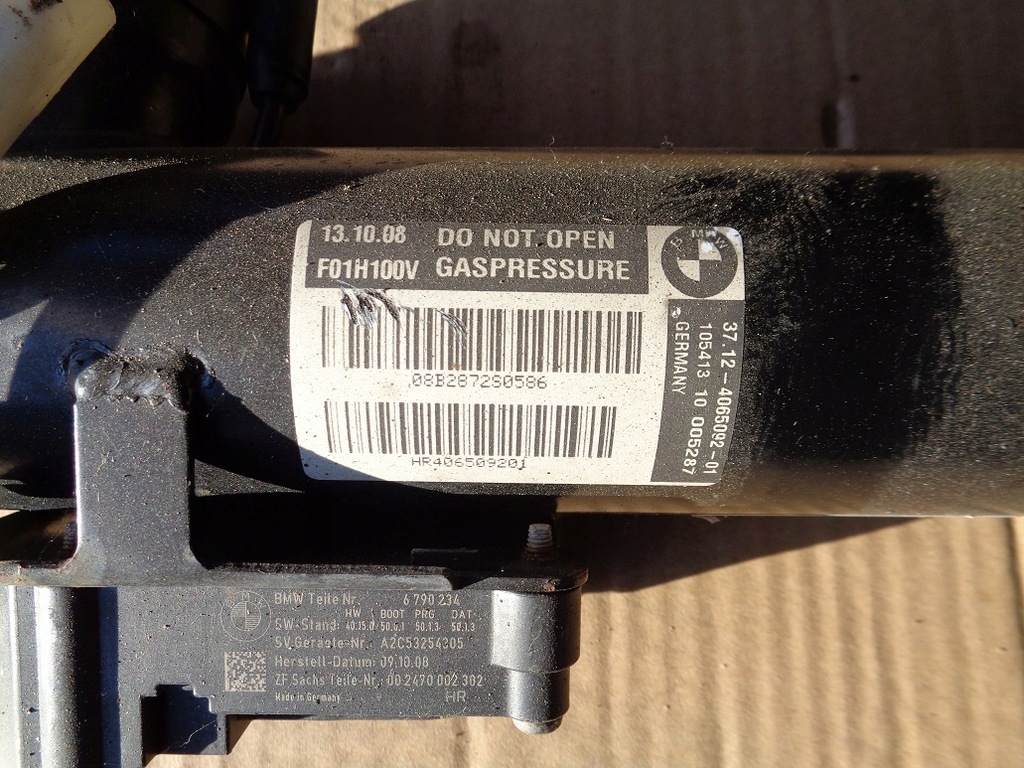 13.10.08 DO NOT OPEN
F01H100V GASPRESSURE
BMW
08B2872S0586
HR406509201
37.12-4065092-01
105413 10 005287
GERMANY
BMW Teile Nr. 6 790 234
HW BOOT PRG DAT
SW-Stand: 40.15.0/50.0.1 50.1.3 50.1.3
SV Geraete-Nr.: A2C53254305
Herstell-Datum: 09.10.08
ZF Sachs Teile-Nr.: 00 2470 002 302
Made in Germany HR